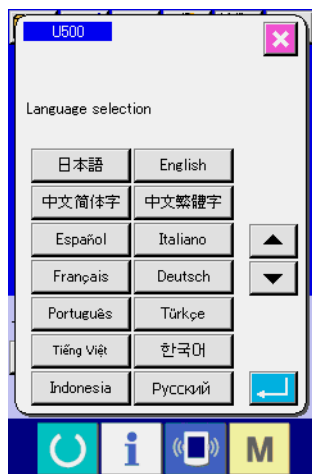 U500
Language selection
日本語 English
中文简体字 中文繁體字
Español Italiano
Français Deutsch
Português Türkçe
Tiếng Việt 한국어
Indonesia Русский
i M